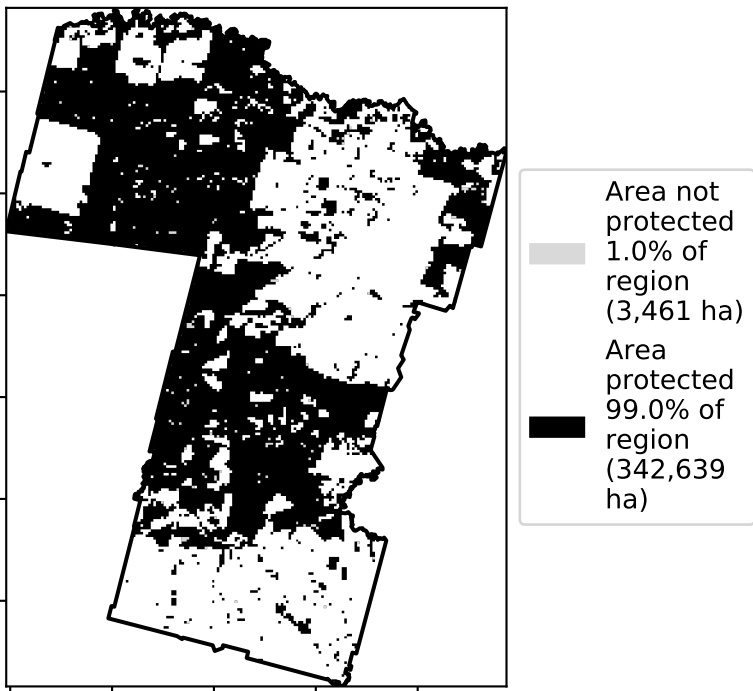 Area not
protected
1.0% of
region
(3,461 ha)
Area
protected
99.0% of
region
(342,639
ha)